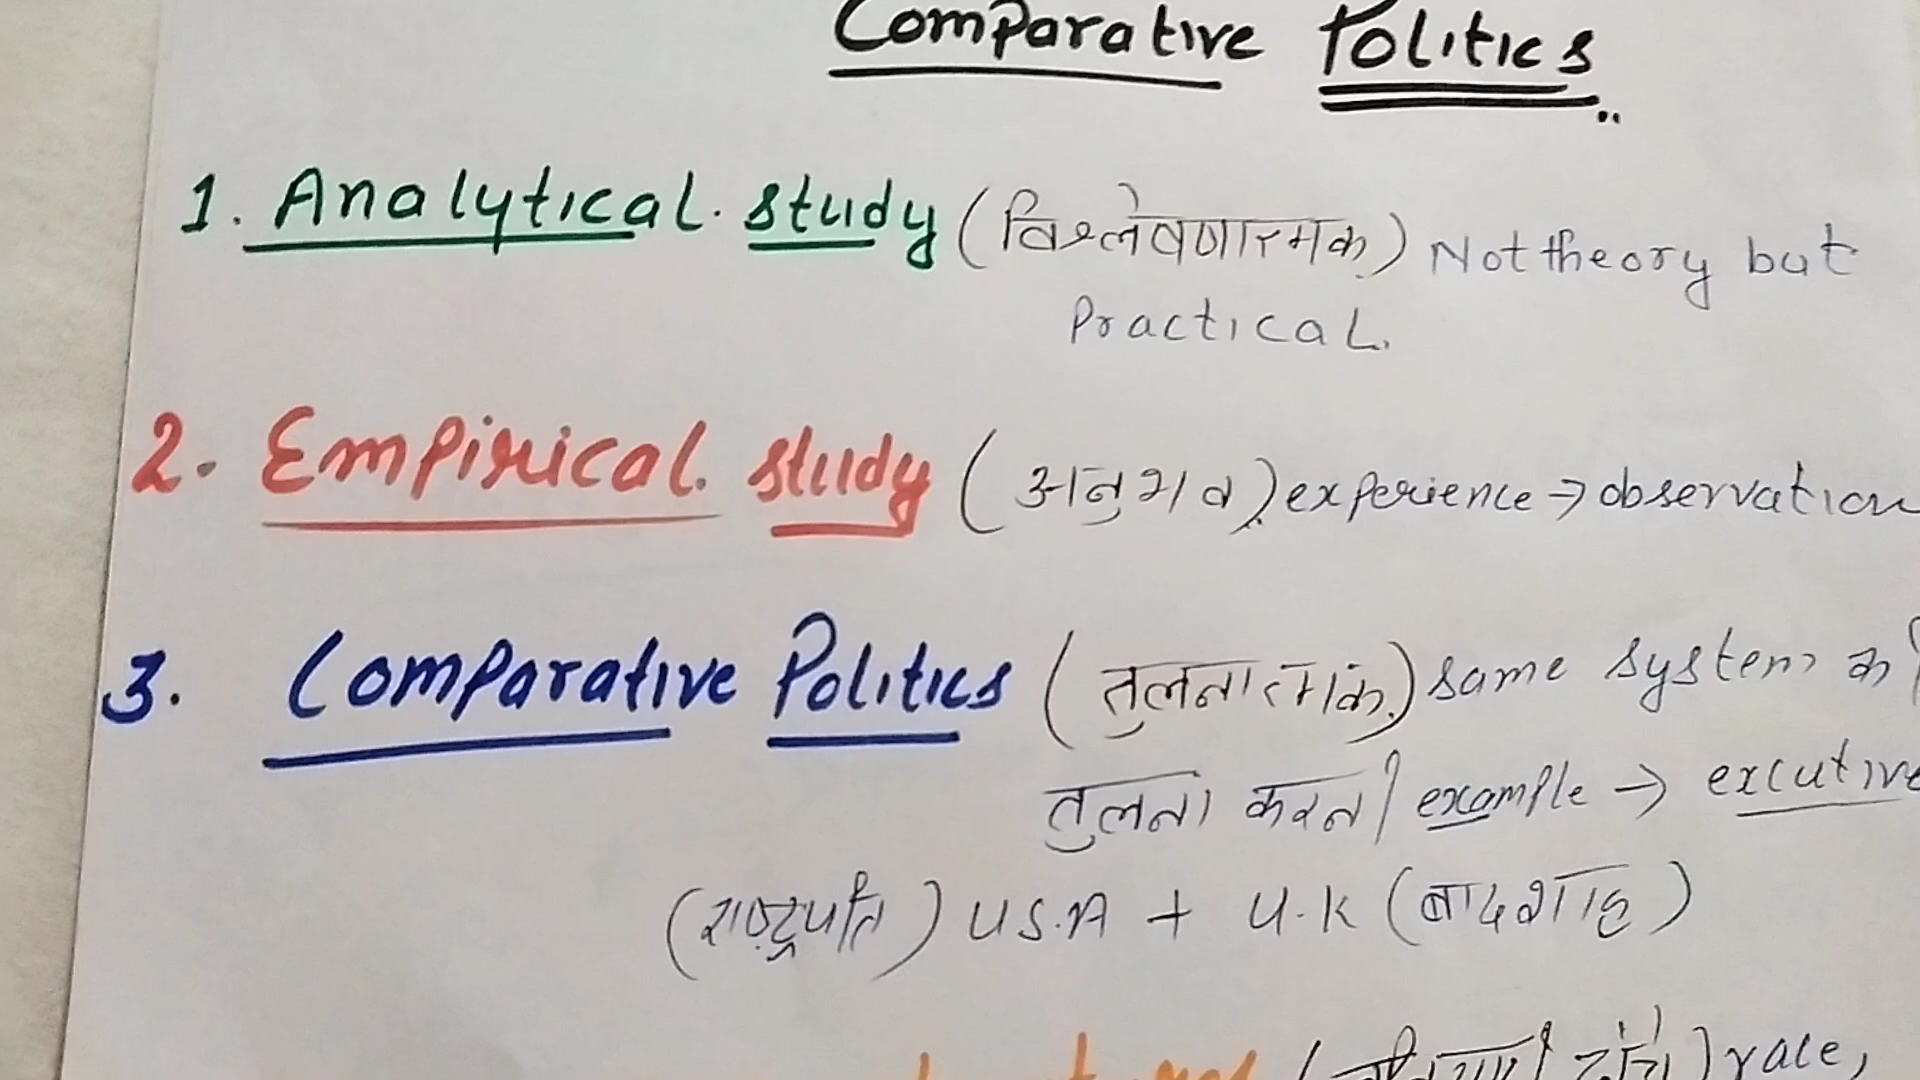 Comparative Politics
1. Analytical study (विश्लेषणात्मक) Not theory but
Practical.
2. Empirical study (अनुभव) experience → observation
3. Comparative Politics (तुलनात्मक) same system की
तुलना करना example → excutive
(राष्ट्रपति) U.S.A + U.K (बादशाह)
race,